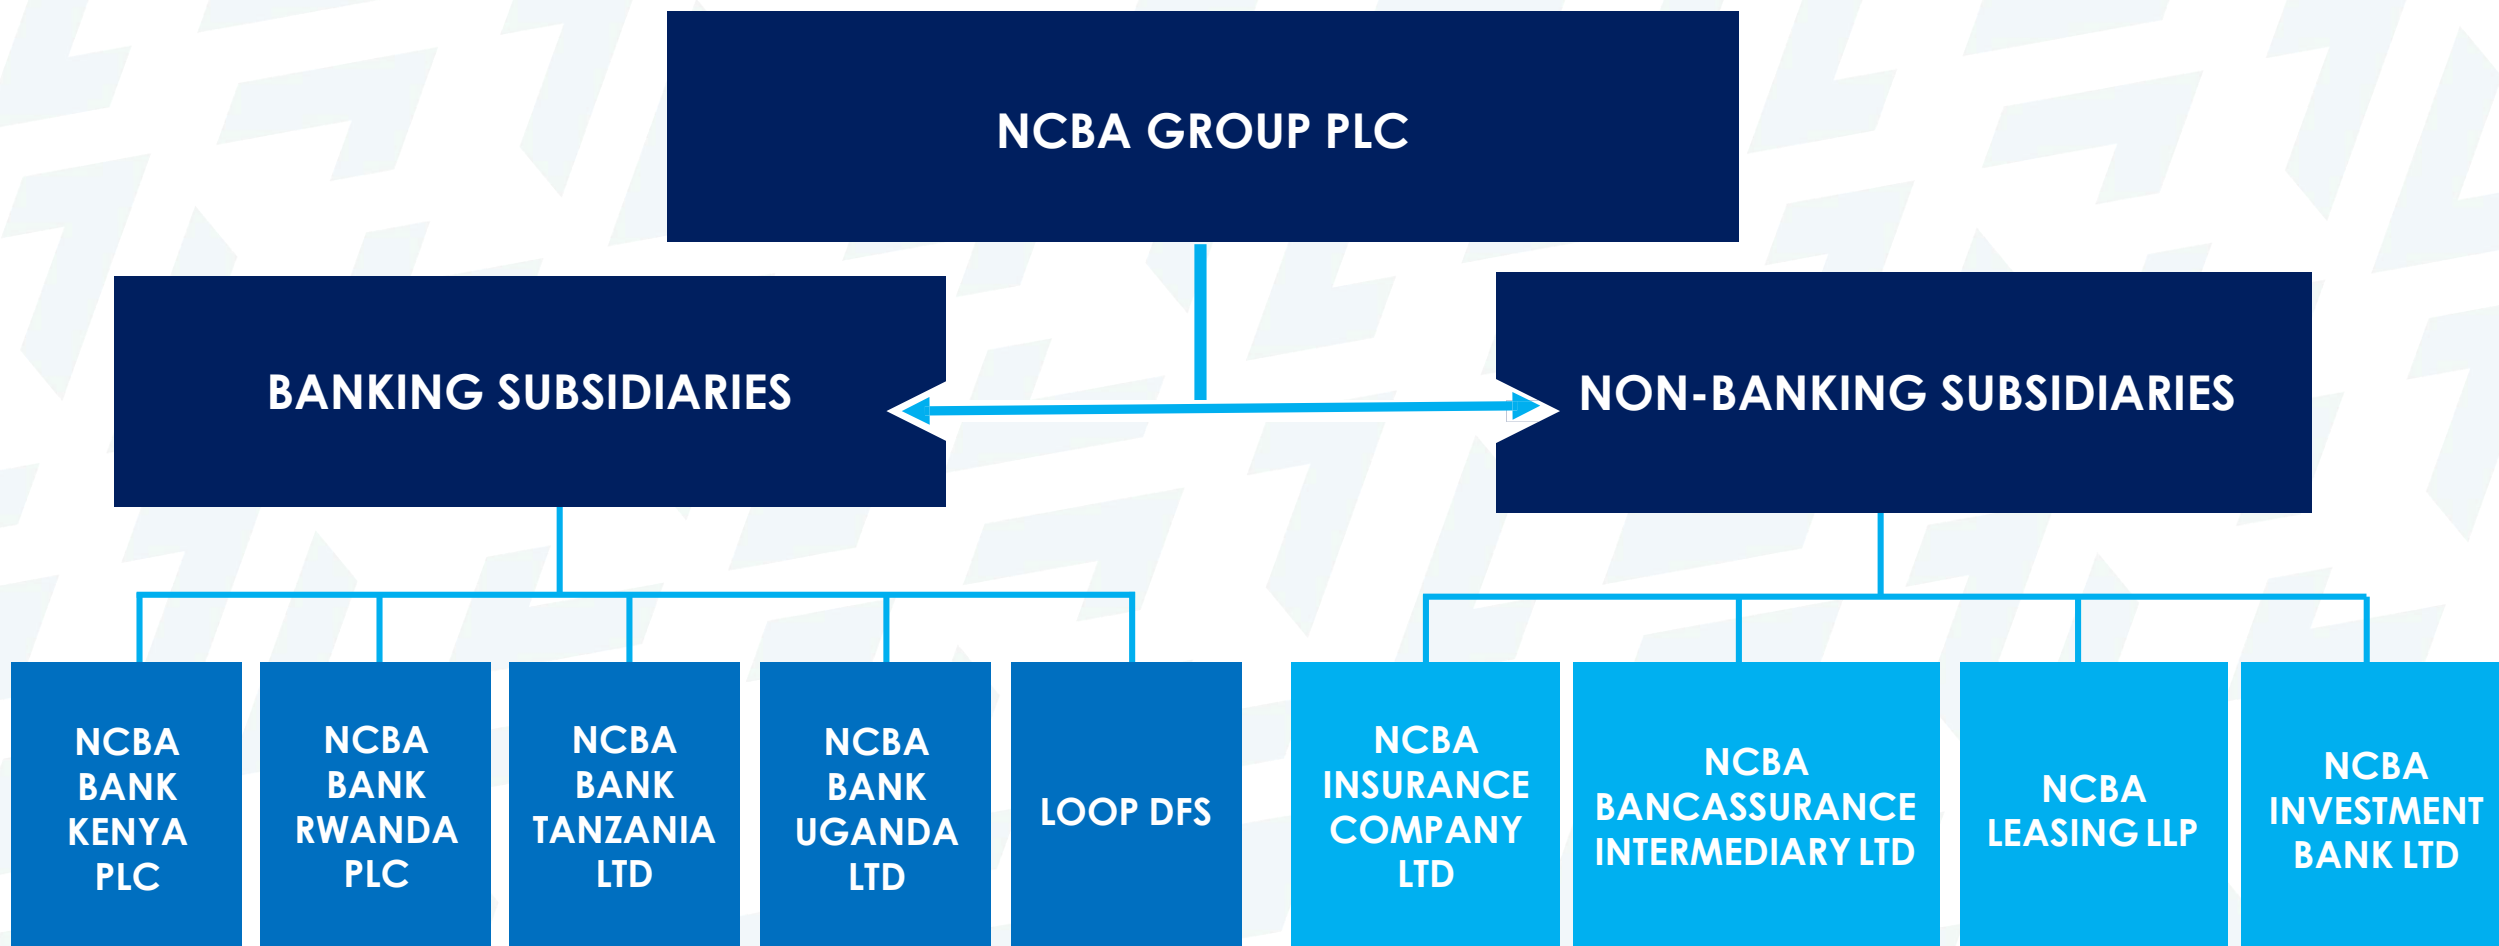 NCBA GROUP PLC
BANKING SUBSIDIARIES
NON-BANKING SUBSIDIARIES
NCBA
BANK
KENYA
PLC
NCBA
BANK
RWANDA
PLC
NCBA
BANK
TANZANIA
LTD
NCBA
BANK
UGANDA
LTD
LOOP DFS
NCBA
INSURANCE
COMPANY
LTD
NCBA
BANCASSURANCE
INTERMEDIARY LTD
NCBA
LEASING LLP
NCBA
INVESTMENT
BANK LTD